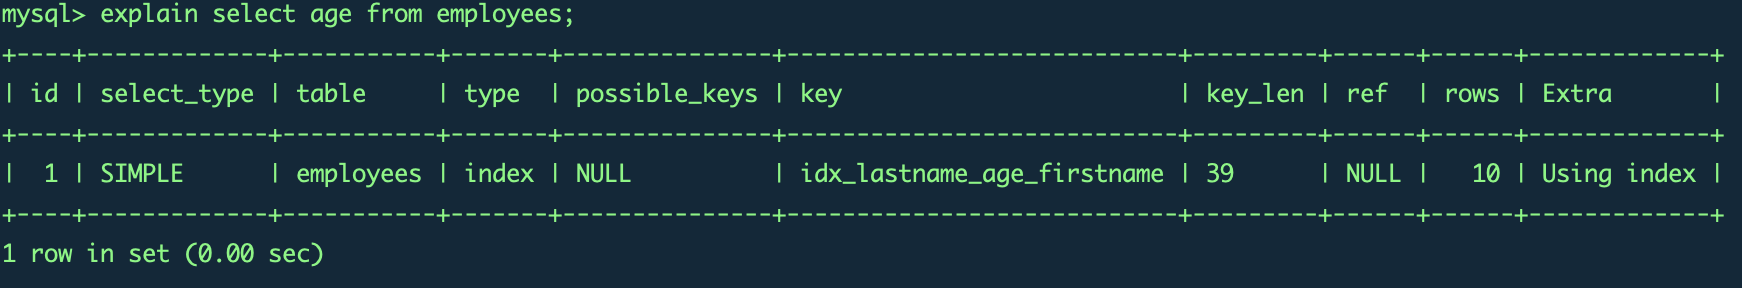 mysql> explain select age from employees;
+----+-------------+-----------+-------+---------------+----------------------------+---------+------+------+-------------+
| id | select_type | table     | type  | possible_keys | key                        | key_len | ref  | rows | Extra       |
+----+-------------+-----------+-------+---------------+----------------------------+---------+------+------+-------------+
|  1 | SIMPLE      | employees | index | NULL          | idx_lastname_age_firstname | 39      | NULL |   10 | Using index |
+----+-------------+-----------+-------+---------------+----------------------------+---------+------+------+-------------+
1 row in set (0.00 sec)